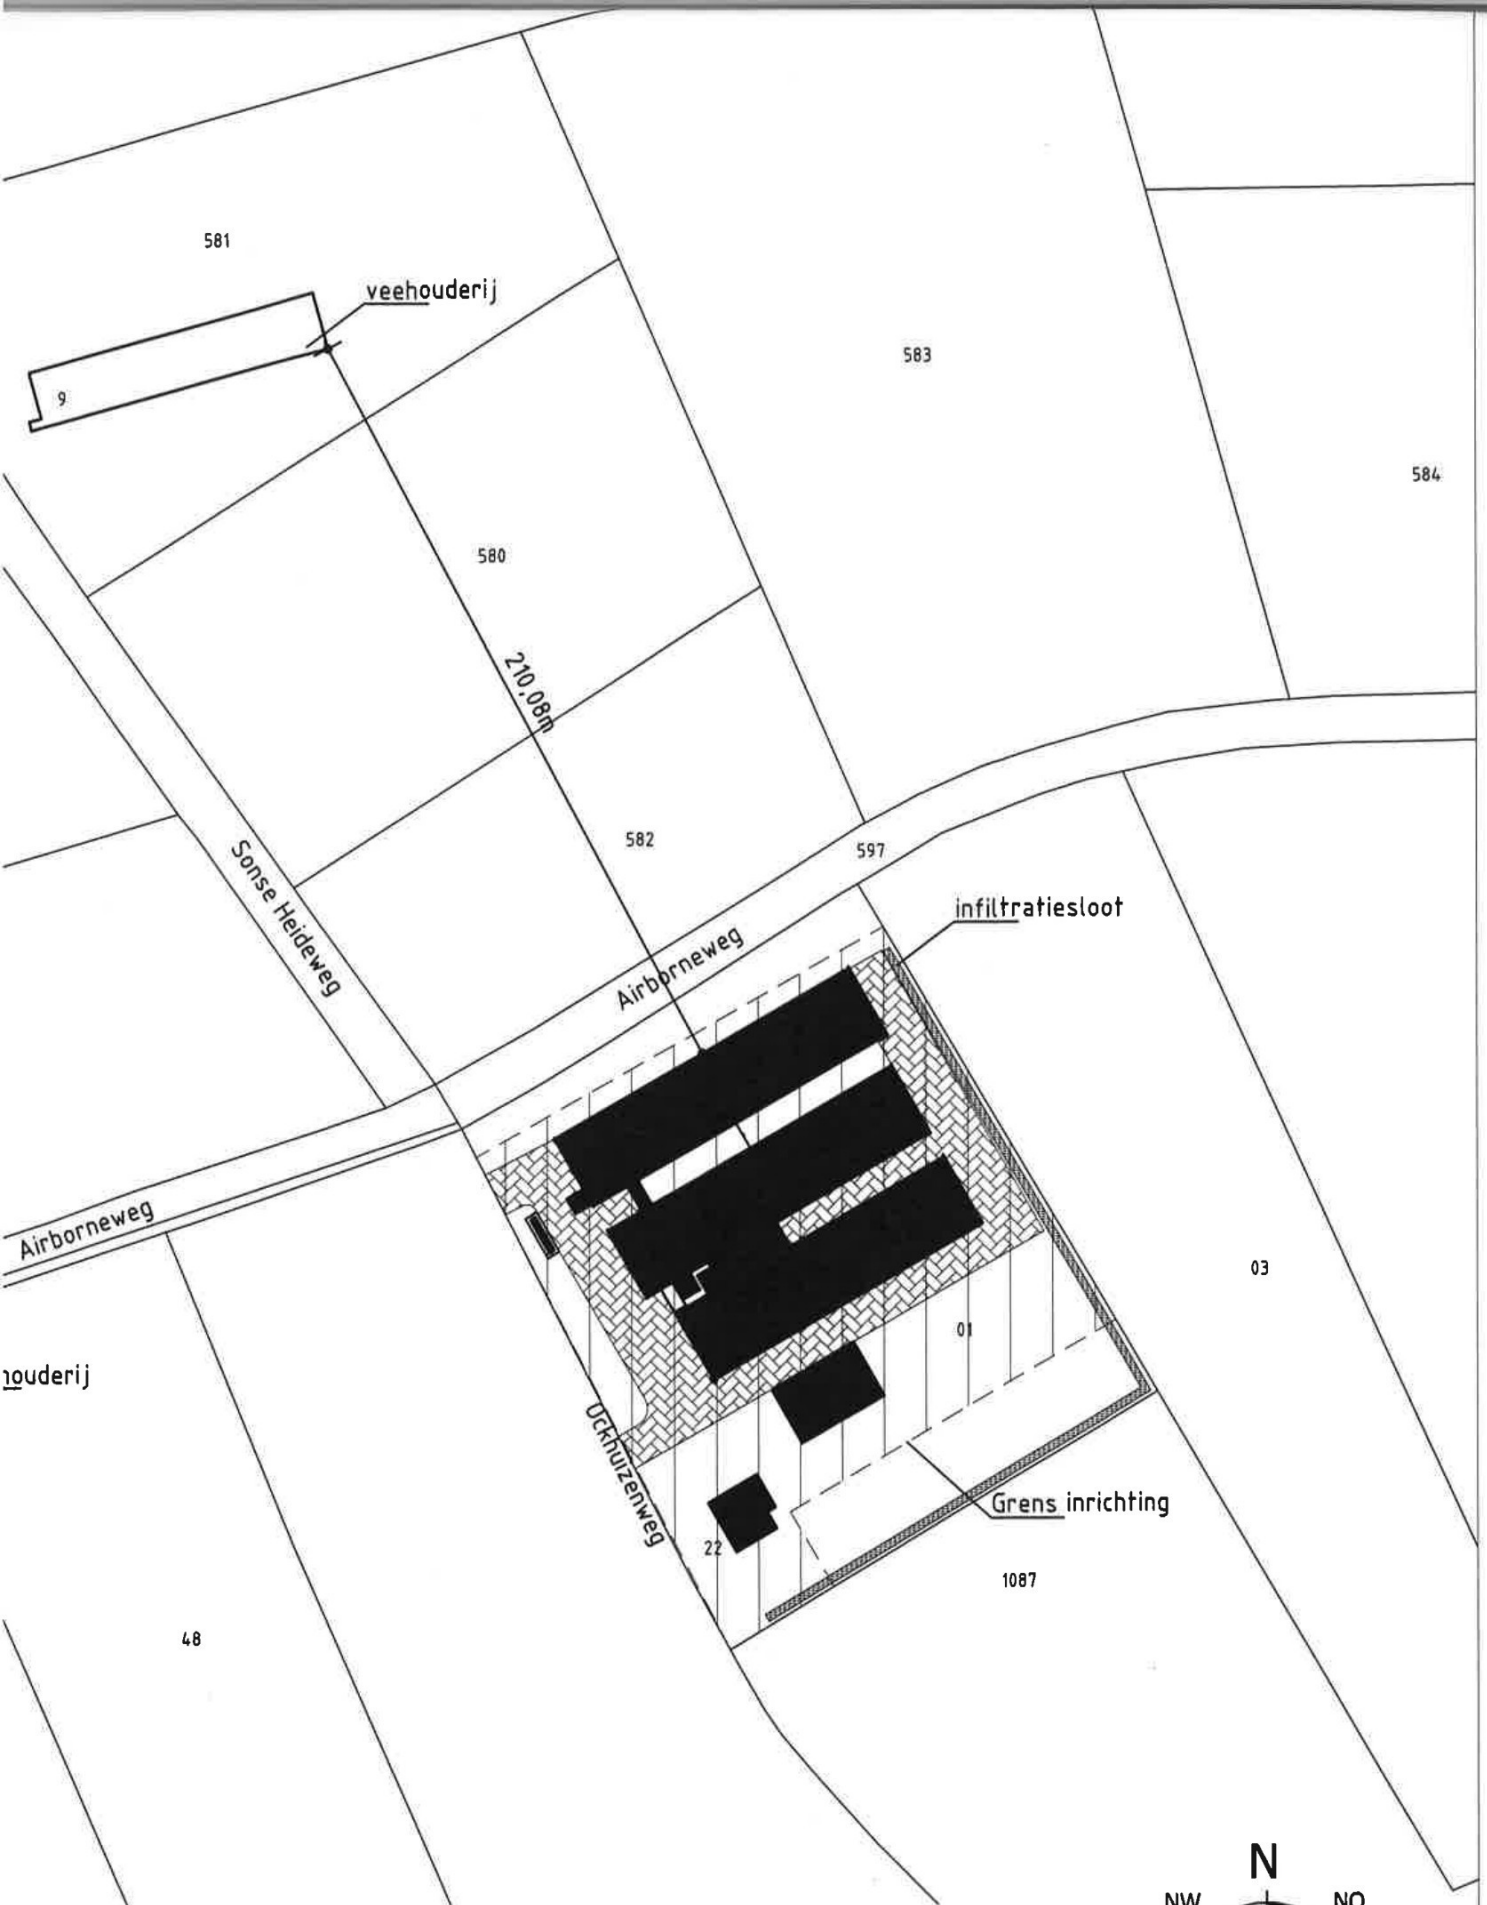 581
veehouderij
9
583
584
580
210,08m
582
597
Sonse Heideweg
infiltratiesloot
Airborneweg
Airborneweg
03
01
houderij
Uckhuizenweg
Grens inrichting
22
1087
48
N
NW
NO